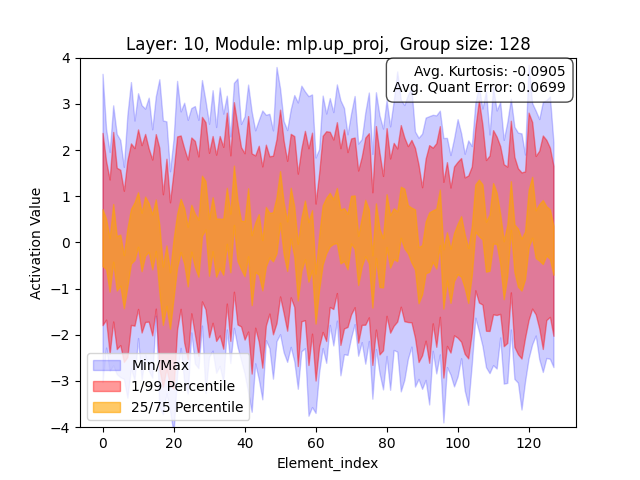 Layer: 10, Module: mlp.up_proj,  Group size: 128
Avg. Kurtosis: -0.0905
Avg. Quant Error: 0.0699
Activation Value
4
3
2
1
0
−1
−2
−3
−4
Min/Max
1/99 Percentile
25/75 Percentile
0
20
40
60
80
100
120
Element_index